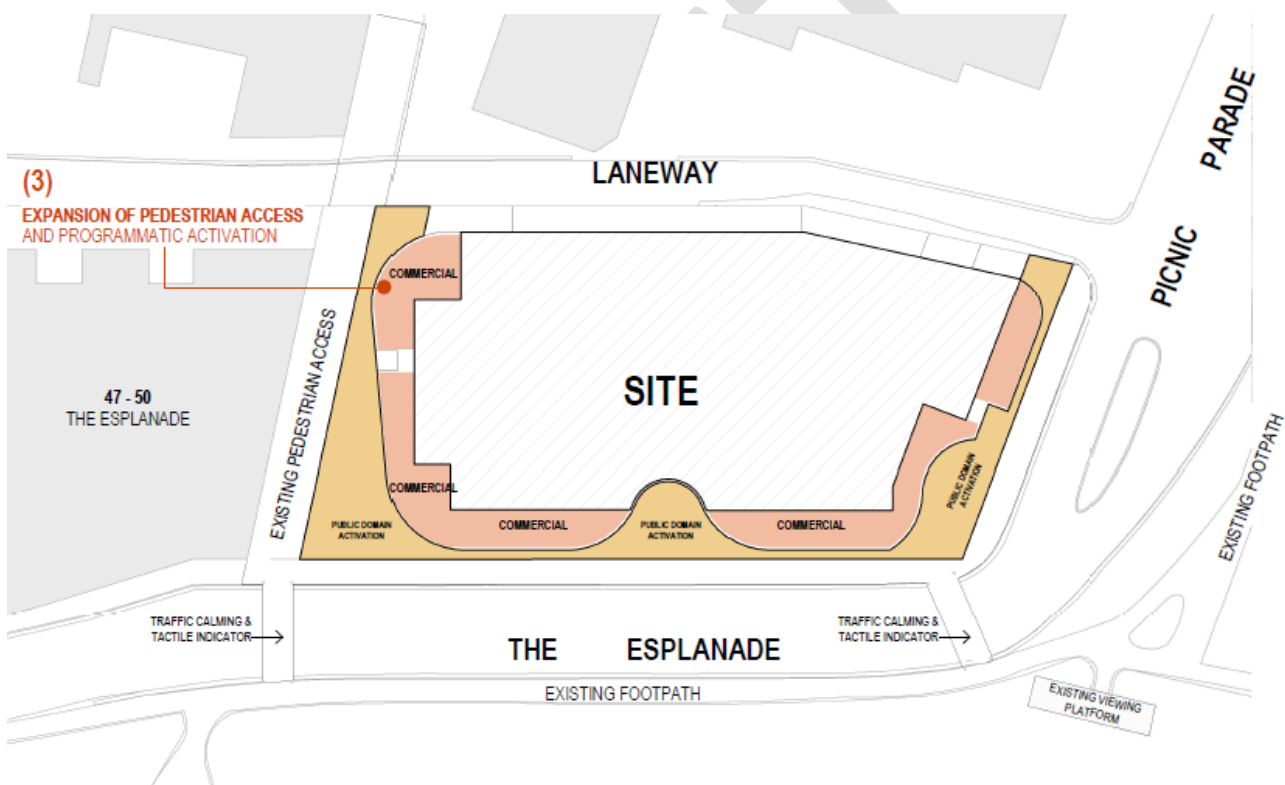 PICNIC PARADE
LANEWAY
(3)
EXPANSION OF PEDESTRIAN ACCESS
AND PROGRAMMATIC ACTIVATION
COMMERCIAL
EXISTING PEDESTRIAN ACCESS
47 - 50
THE ESPLANADE
SITE
COMMERCIAL
COMMERCIAL
COMMERCIAL
PUBLIC DOMAIN
ACTIVATION
PUBLIC DOMAIN
ACTIVATION
PUBLIC DOMAIN
ACTIVATION
EXISTING FOOTPATH
TRAFFIC CALMING &
TACTILE INDICATOR
TRAFFIC CALMING &
TACTILE INDICATOR
THE ESPLANADE
EXISTING FOOTPATH
EXISTING VIEWING
PLATFORM